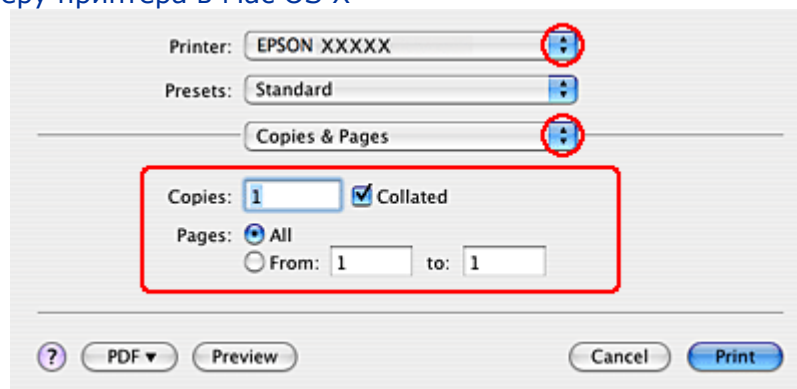 принтера в Mac OS X
Printer: EPSON XXXXX
Presets: Standard
Copies & Pages
Copies: 1 Collated
Pages: All
From: 1 to: 1
? PDF Preview Cancel Print